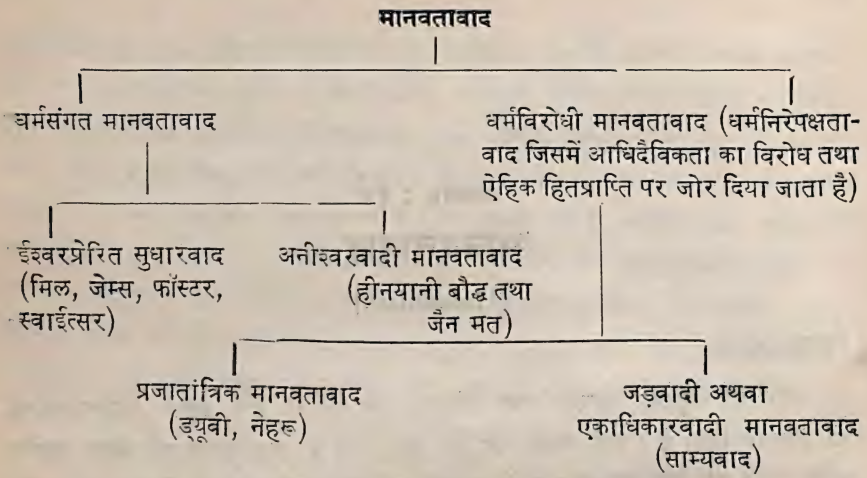 मानवतावाद
धर्मसंगत मानवतावाद
धर्मविरोधी मानवतावाद (धर्मनिरेपक्षता-
वाद जिसमें आधिदैविकता का विरोध तथा
ऐहिक हितप्राप्ति पर जोर दिया जाता है)
ईश्वरप्रेरित सुधारवाद
(मिल, जेम्स, फॉस्टर,
स्वाईत्सर)
अनीश्वरवादी मानवतावाद
(हीनयानी बौद्ध तथा
जैन मत)
प्रजातांत्रिक मानवतावाद
(ड्यूवी, नेहरू)
जड़वादी अथवा
एकाधिकारवादी मानवतावाद
(साम्यवाद)